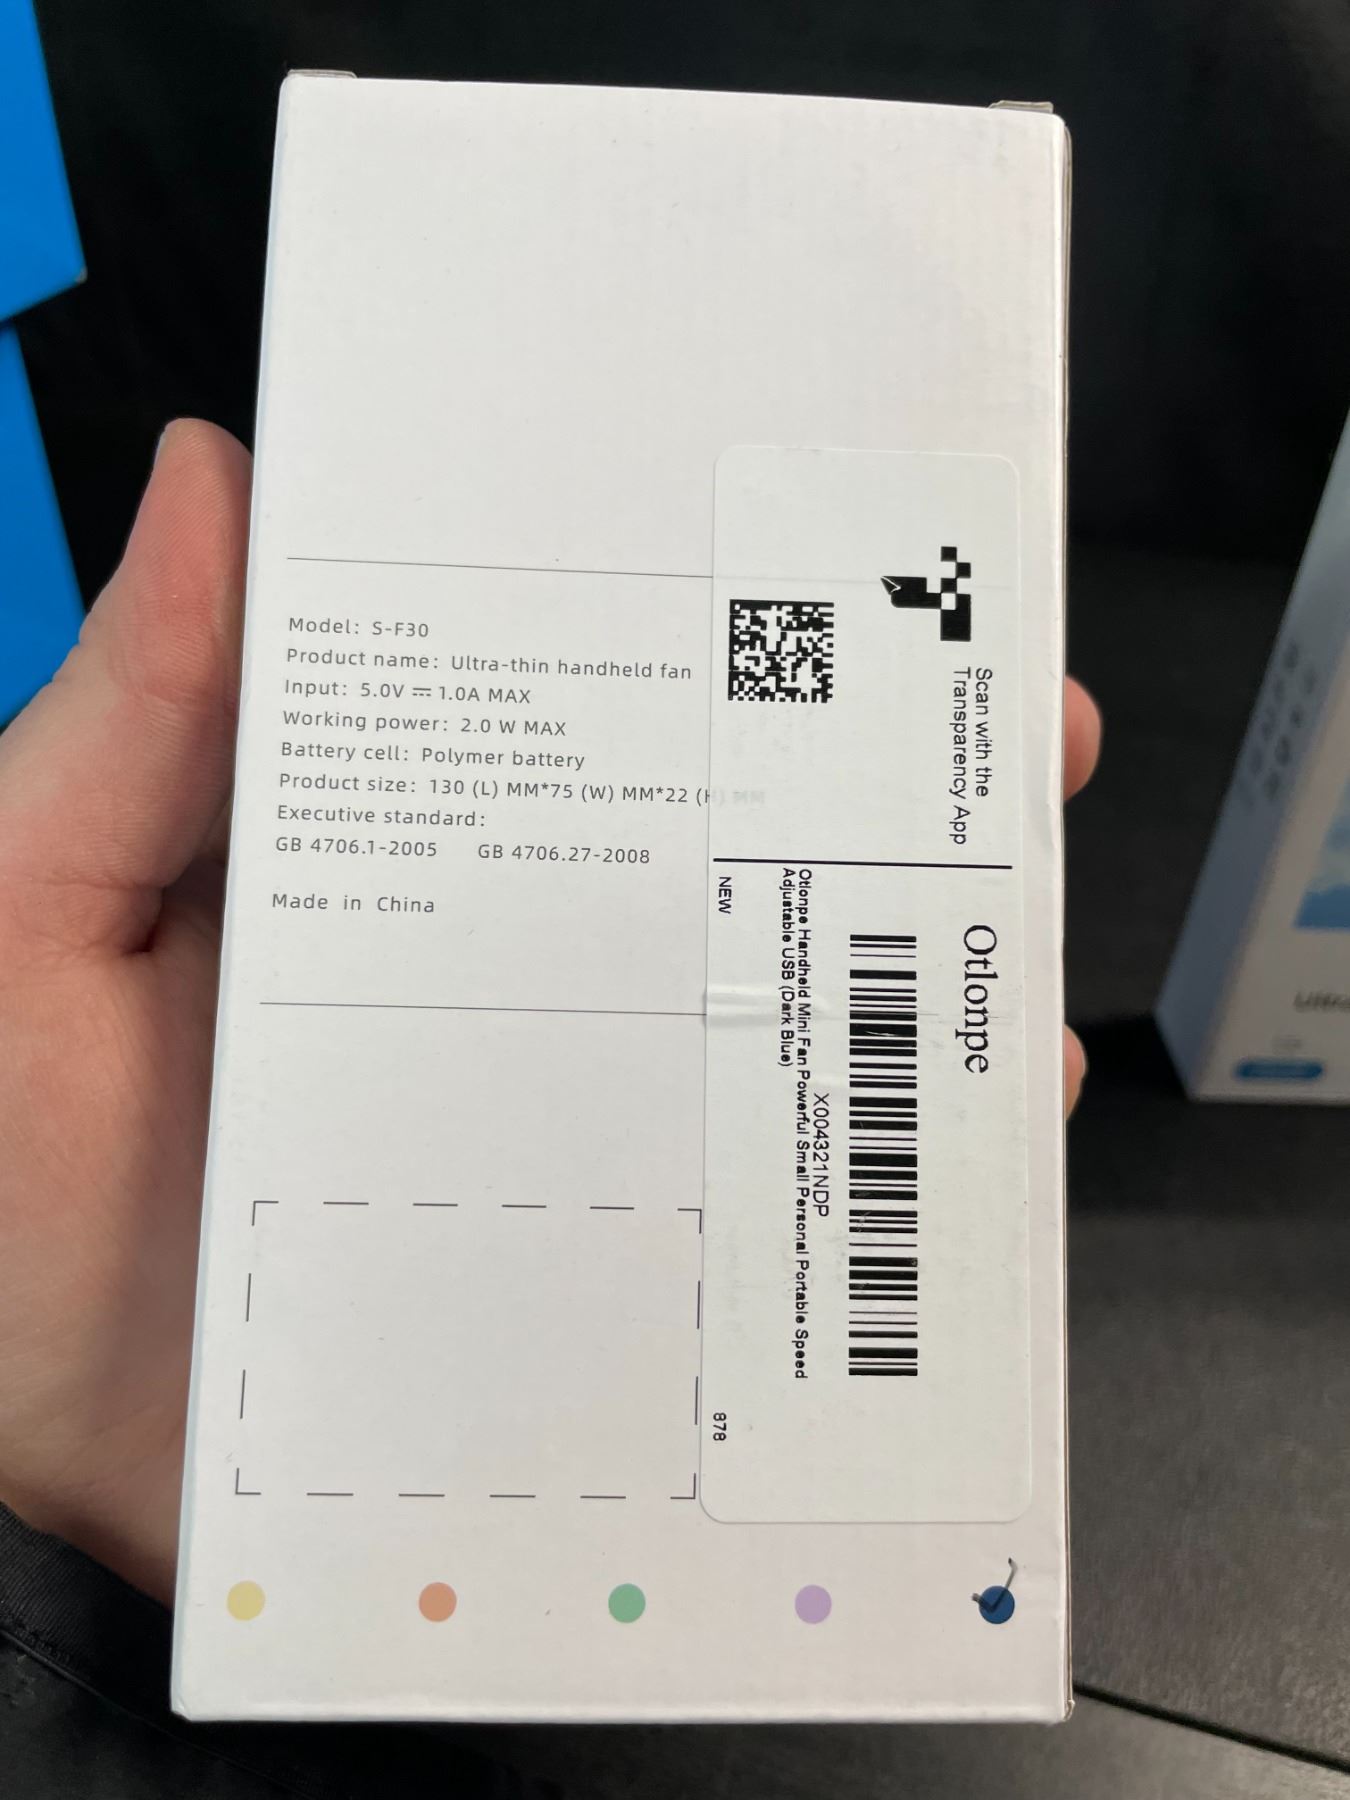 Model: S-F30
Product name: Ultra-thin handheld fan
Input: 5.0V ⎓ 1.0A MAX
Working power: 2.0 W MAX
Battery cell: Polymer battery
Product size: 130 (L) MM*75 (W) MM*22 (H) MM
Executive standard:
GB 4706.1-2005 GB 4706.27-2008
Made in China
Scan with the
Transparency App
Otlonpe
X004321NDP
Otlonpe Handheld Mini Fan Powerful Small Personal Portable Speed
Adjustable USB (Dark Blue)
NEW
878